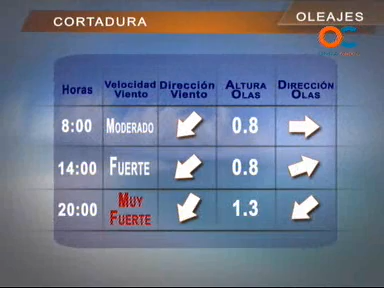 CORTADURA
OLEAJES
Horas Velocidad Viento Dirección Viento Altura Olas Dirección Olas
8:00 Moderado 0.8
14:00 Fuerte 0.8
20:00 Muy Fuerte 1.3